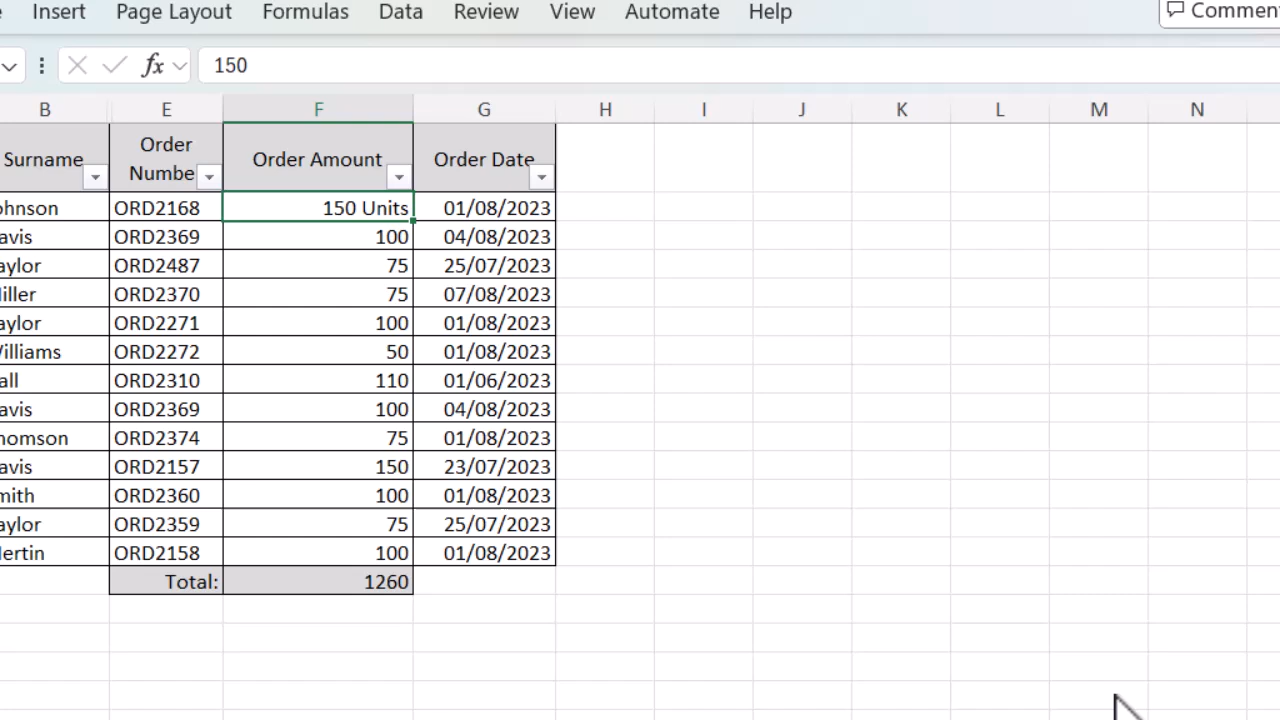 Insert Page Layout Formulas Data Review View Automate Help Commen
fx 150
B E F G H I J K L M N
Surname Order Numbe Order Amount Order Date
ohnson ORD2168 150 Units 01/08/2023
avis ORD2369 100 04/08/2023
aylor ORD2487 75 25/07/2023
iller ORD2370 75 07/08/2023
aylor ORD2271 100 01/08/2023
Williams ORD2272 50 01/08/2023
all ORD2310 110 01/06/2023
avis ORD2369 100 04/08/2023
homson ORD2374 75 01/08/2023
avis ORD2157 150 23/07/2023
mith ORD2360 100 01/08/2023
aylor ORD2359 75 25/07/2023
ertin ORD2158 100 01/08/2023
Total: 1260